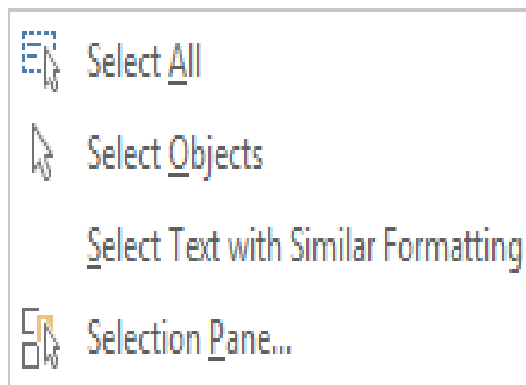 Select All
Select Objects
Select Text with Similar Formatting
Selection Pane...